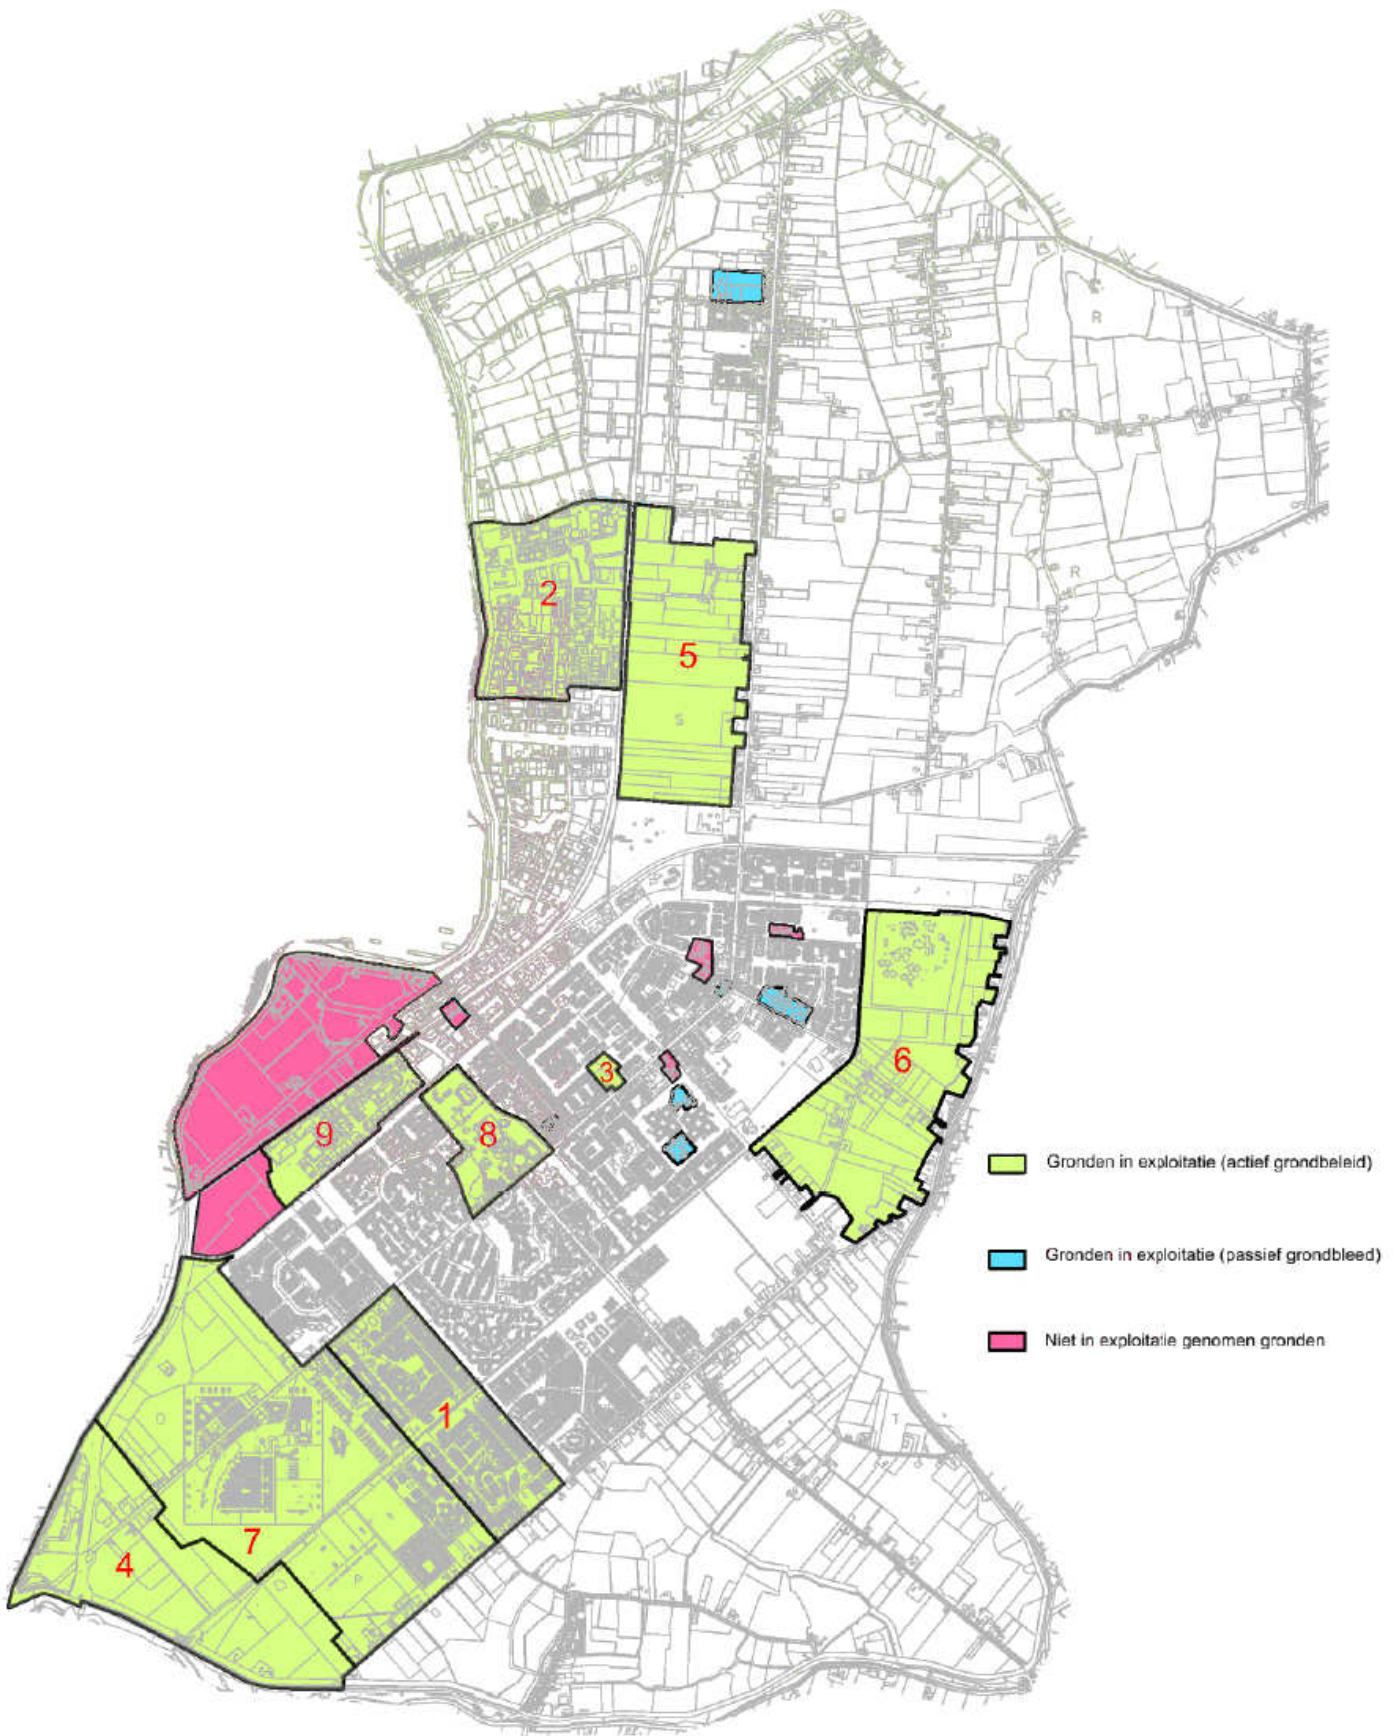 R
R
2
5
S
6
3
9
8
Gronden in exploitatie (actief grondbeleid)
Gronden in exploitatie (passief grondbleed)
Niet in exploitatie genomen gronden
1
O
T
7
4
P